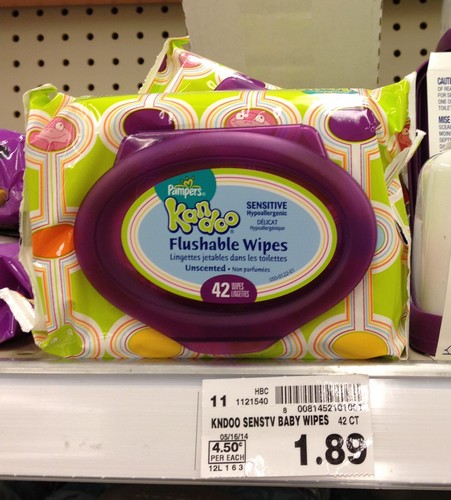 Pampers
Kandoo
SENSITIVE
Hypoallergenic
DÉLICAT
Hypoallergénique
Flushable Wipes
Lingettes jetables dans les toilettes
Unscented • Non parfumées
42 WIPES
LINGETTES
CAUTI
MISE
HBC
11 1121540
KNDOO SENSTV BABY WIPES 42 CT
05/16/14
4.50¢
PER EACH
12L 1 6 3
1.89